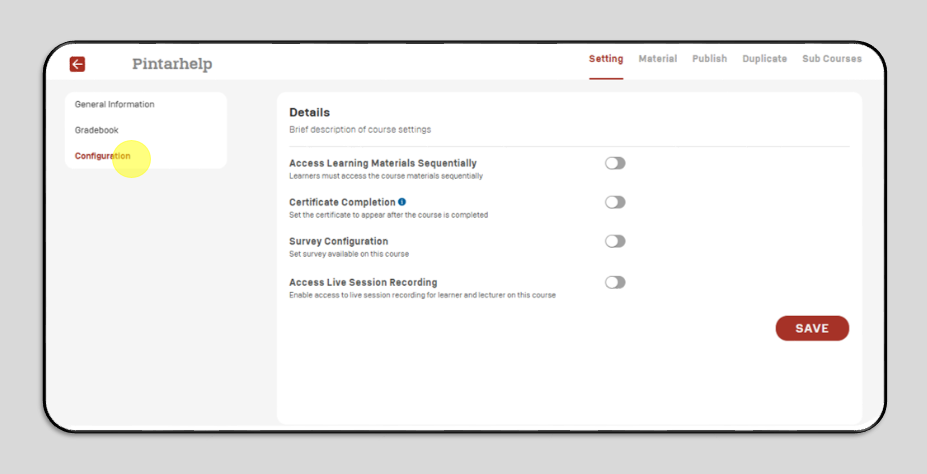 Pintarhelp
Setting Material Publish Duplicate Sub Courses
General Information
Gradebook
Configuration
Details
Brief description of course settings
Access Learning Materials Sequentially
Learners must access the course materials sequentially
Certificate Completion
Set the certificate to appear after the course is completed
Survey Configuration
Set survey available on this course
Access Live Session Recording
Enable access to live session recording for learner and lecturer on this course
SAVE